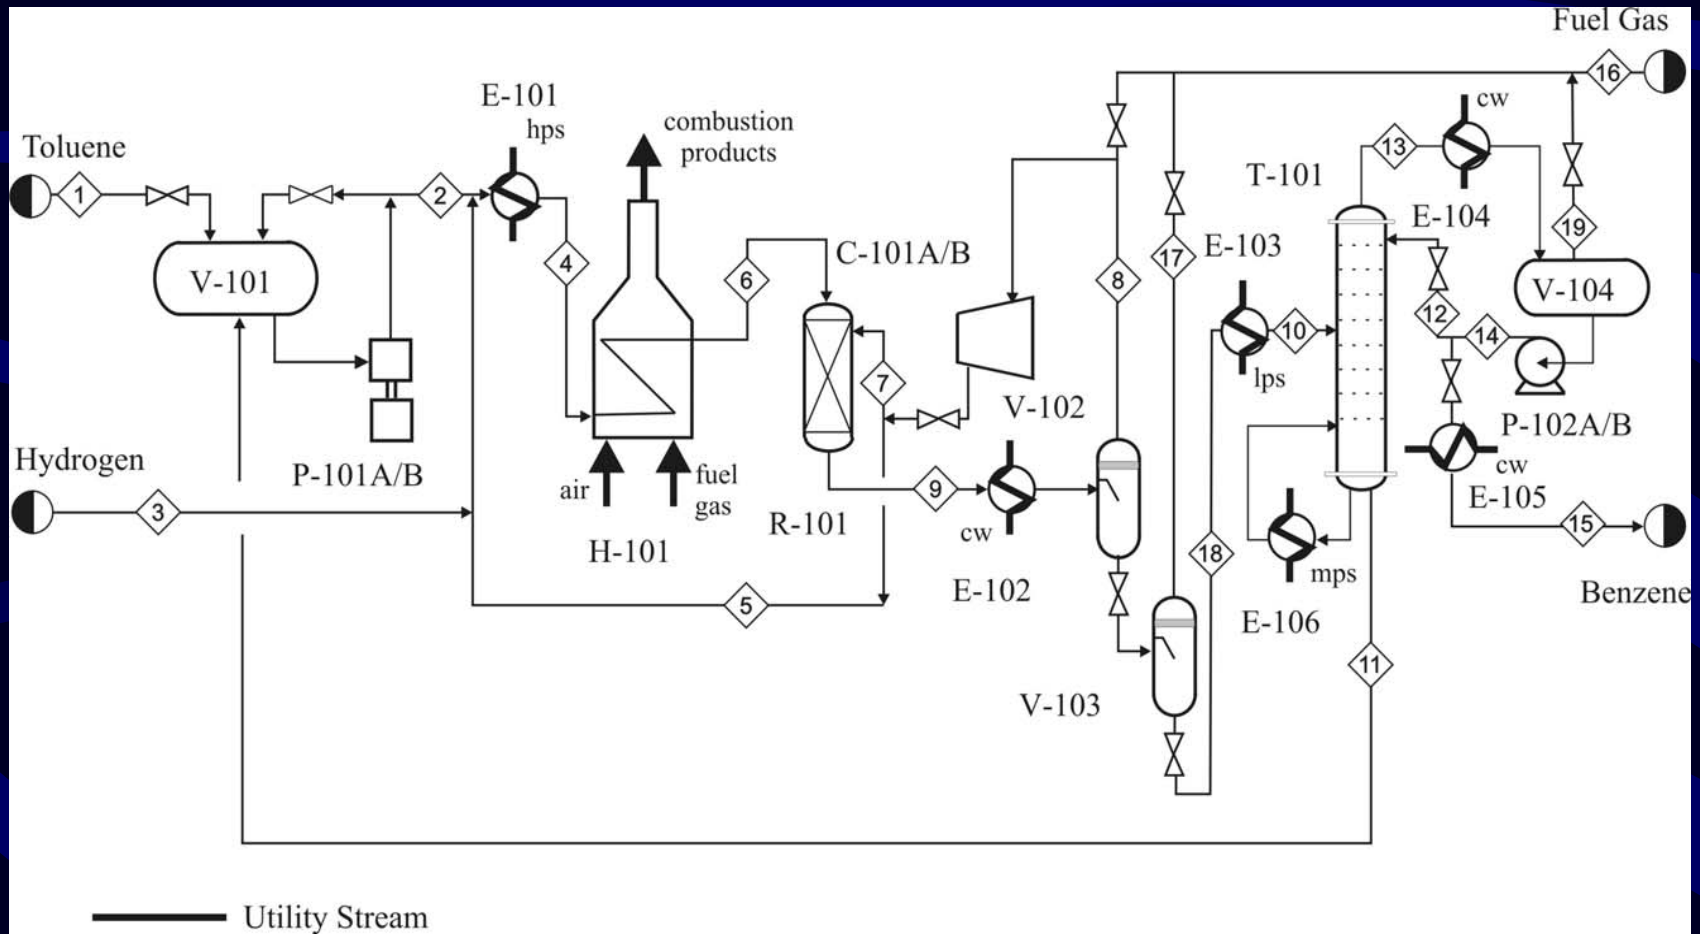 Fuel Gas
16
E-101
hps
cw
combustion
products
13
Toluene
1
2
T-101
E-104
19
E-103
C-101A/B
4
6
17
8
V-101
V-104
12
14
10
lps
7
V-102
P-102A/B
cw
E-105
Hydrogen
P-101A/B
air
fuel
gas
3
9
cw
R-101
H-101
E-102
18
mps
E-106
15
Benzene
5
11
V-103
Utility Stream